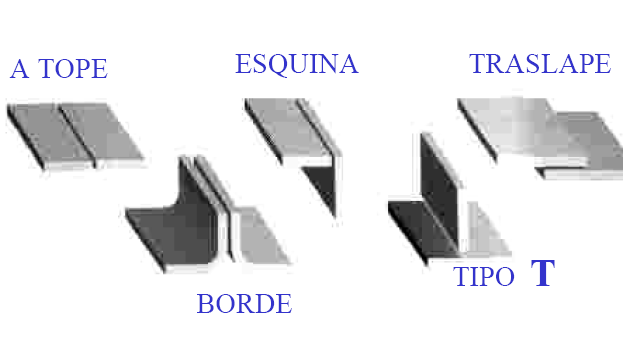 A TOPE
ESQUINA
TRASLAPE
BORDE
TIPO T